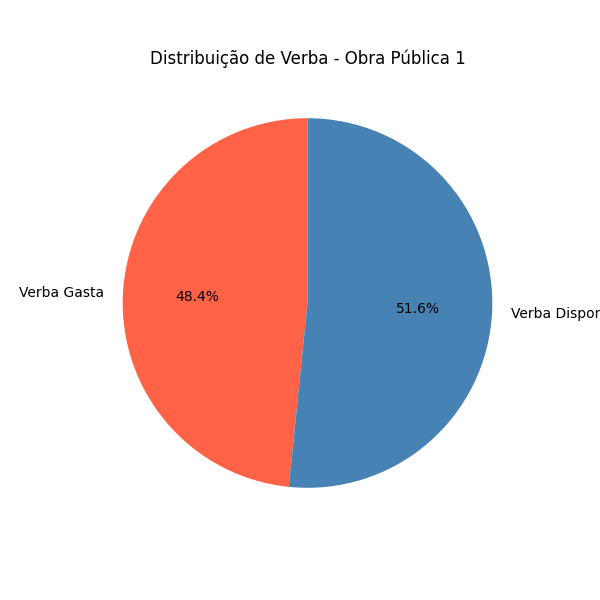 Distribuição de Verba - Obra Pública 1
Verba Gasta
48.4%
51.6%
Verba Dispor